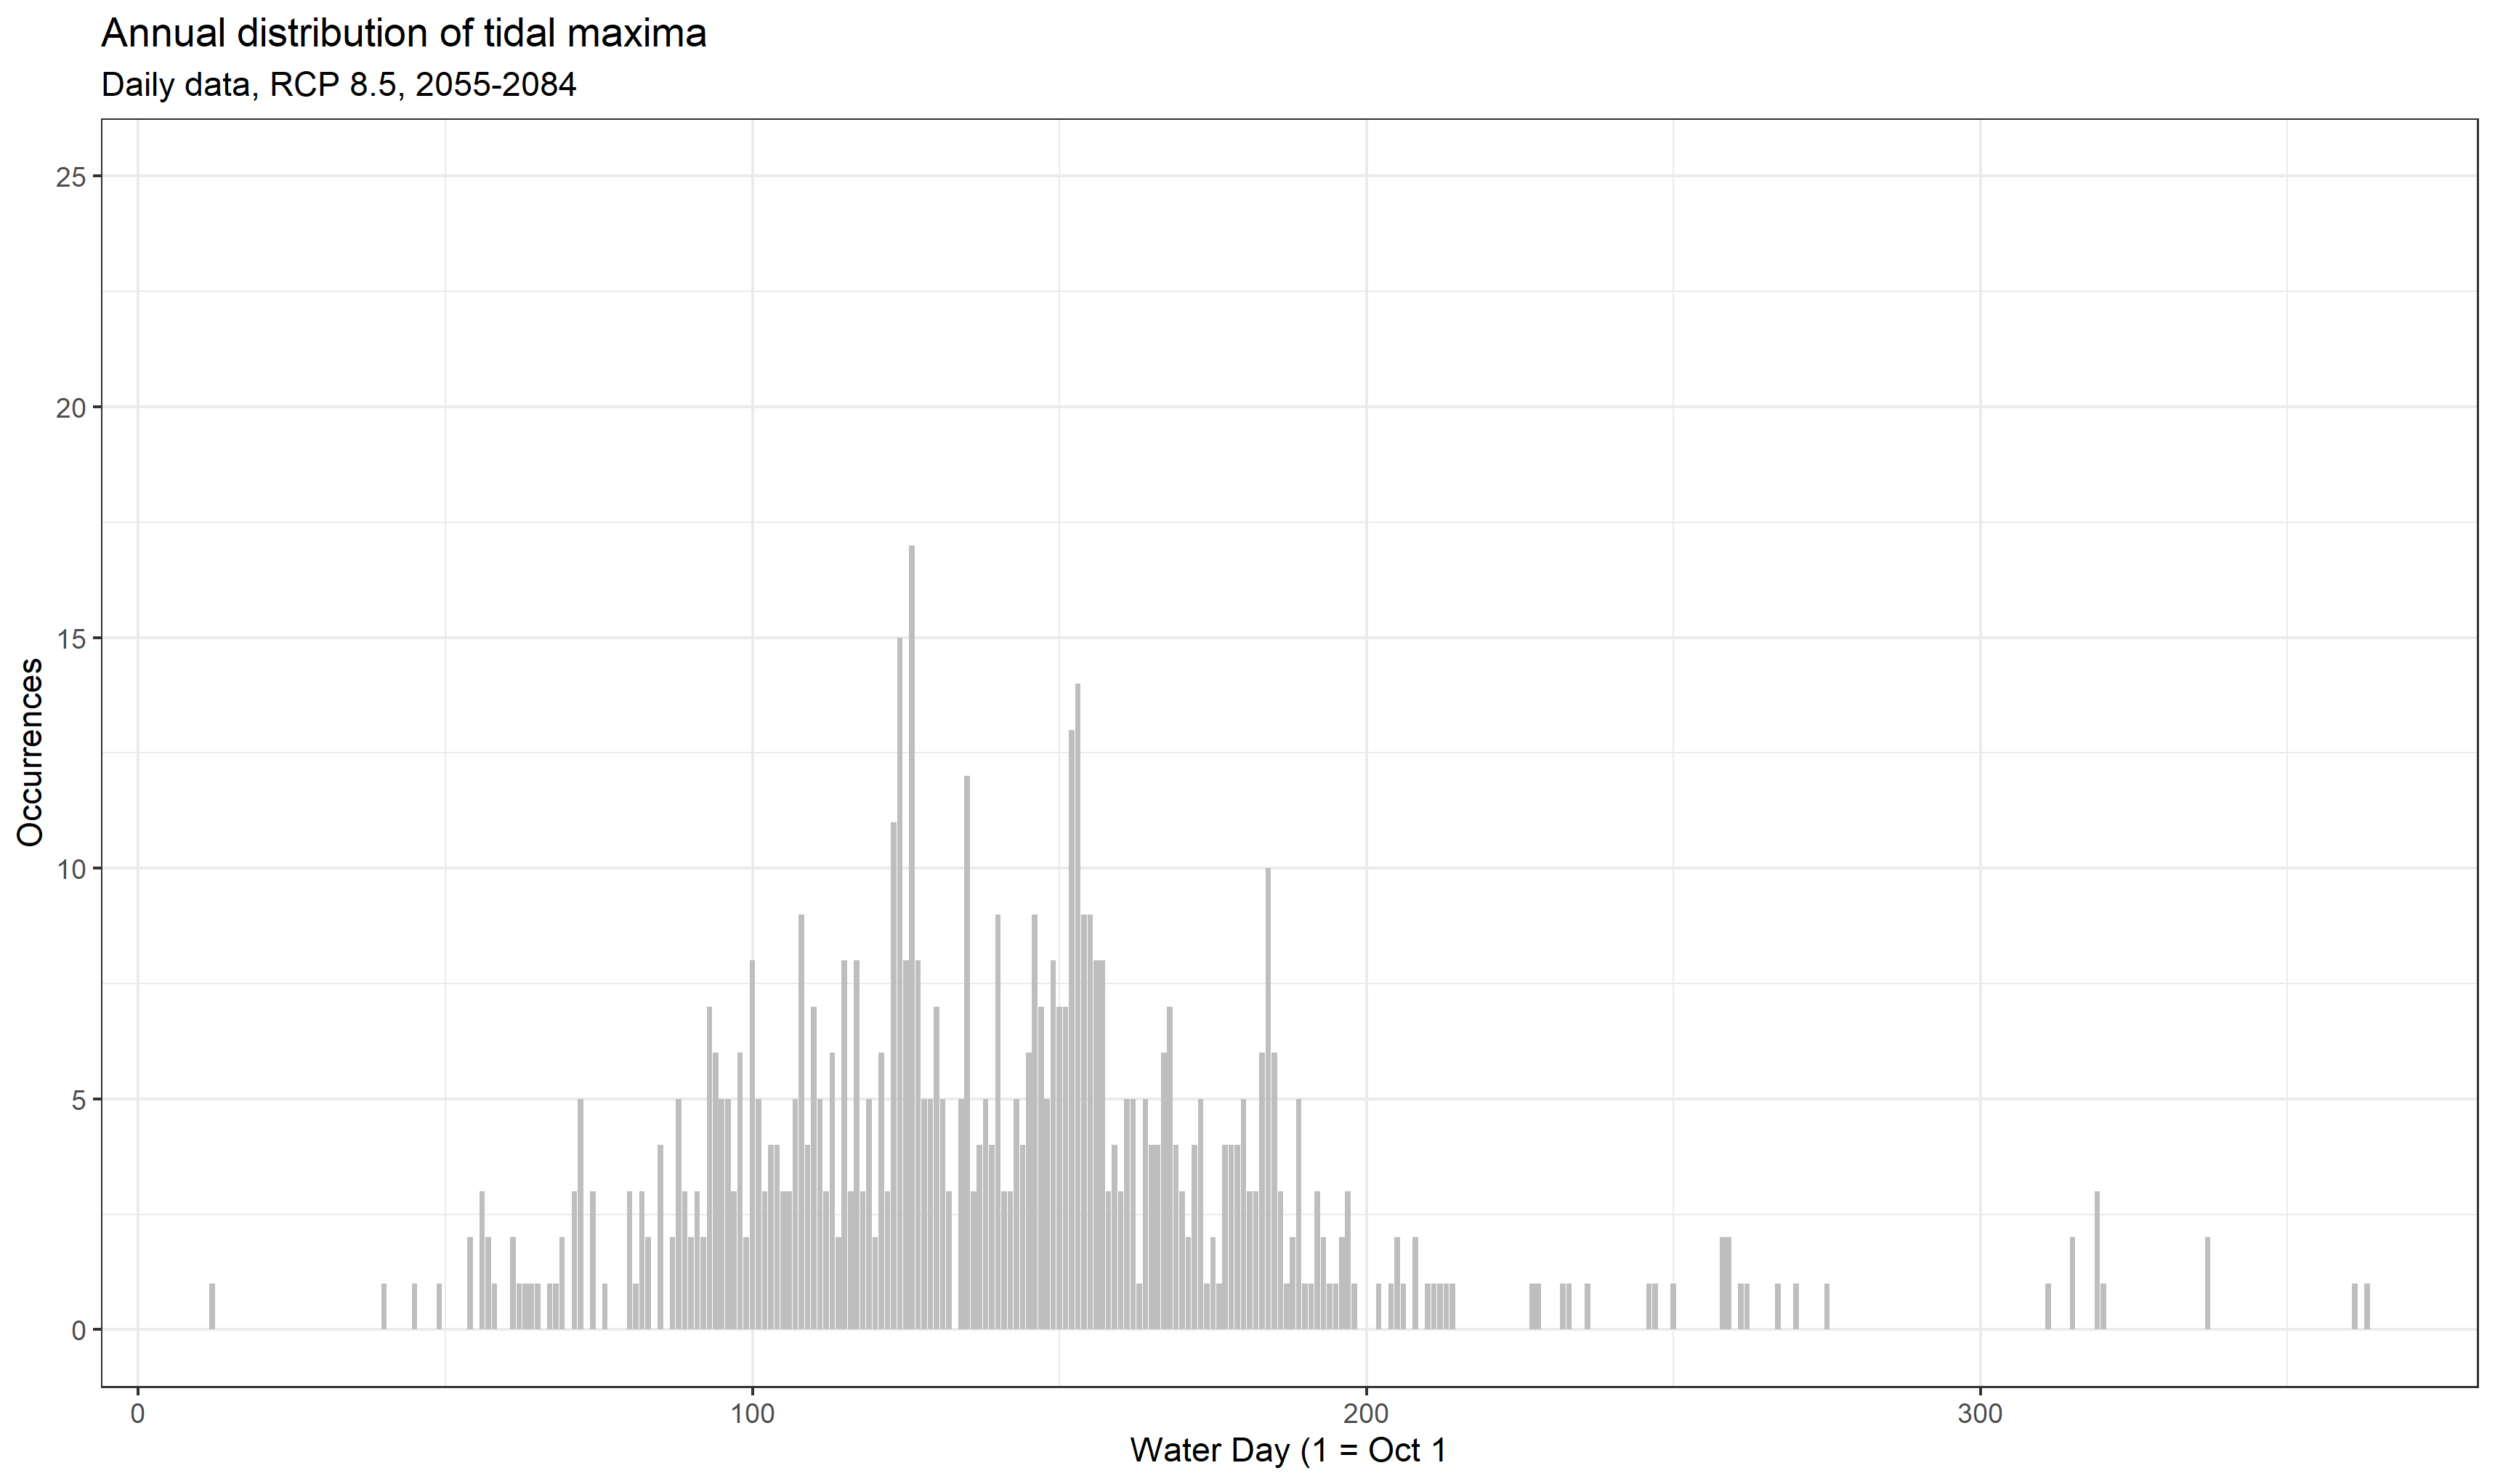 Annual distribution of tidal maxima
Daily data, RCP 8.5, 2055-2084
25
20
15
10
5
0
Occurrences
0 100 200 300
Water Day (1 = Oct 1